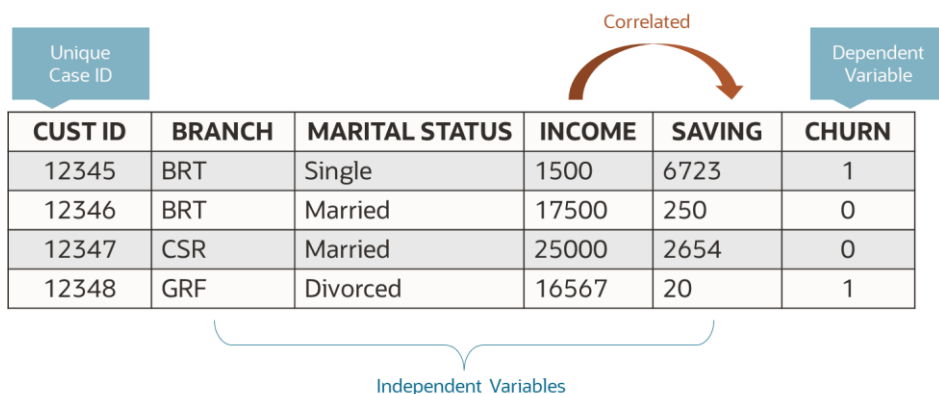 Correlated
Unique
Case ID
Dependent
Variable
CUST ID BRANCH MARITAL STATUS INCOME SAVING CHURN
12345 BRT Single 1500 6723 1
12346 BRT Married 17500 250 0
12347 CSR Married 25000 2654 0
12348 GRF Divorced 16567 20 1
Independent Variables